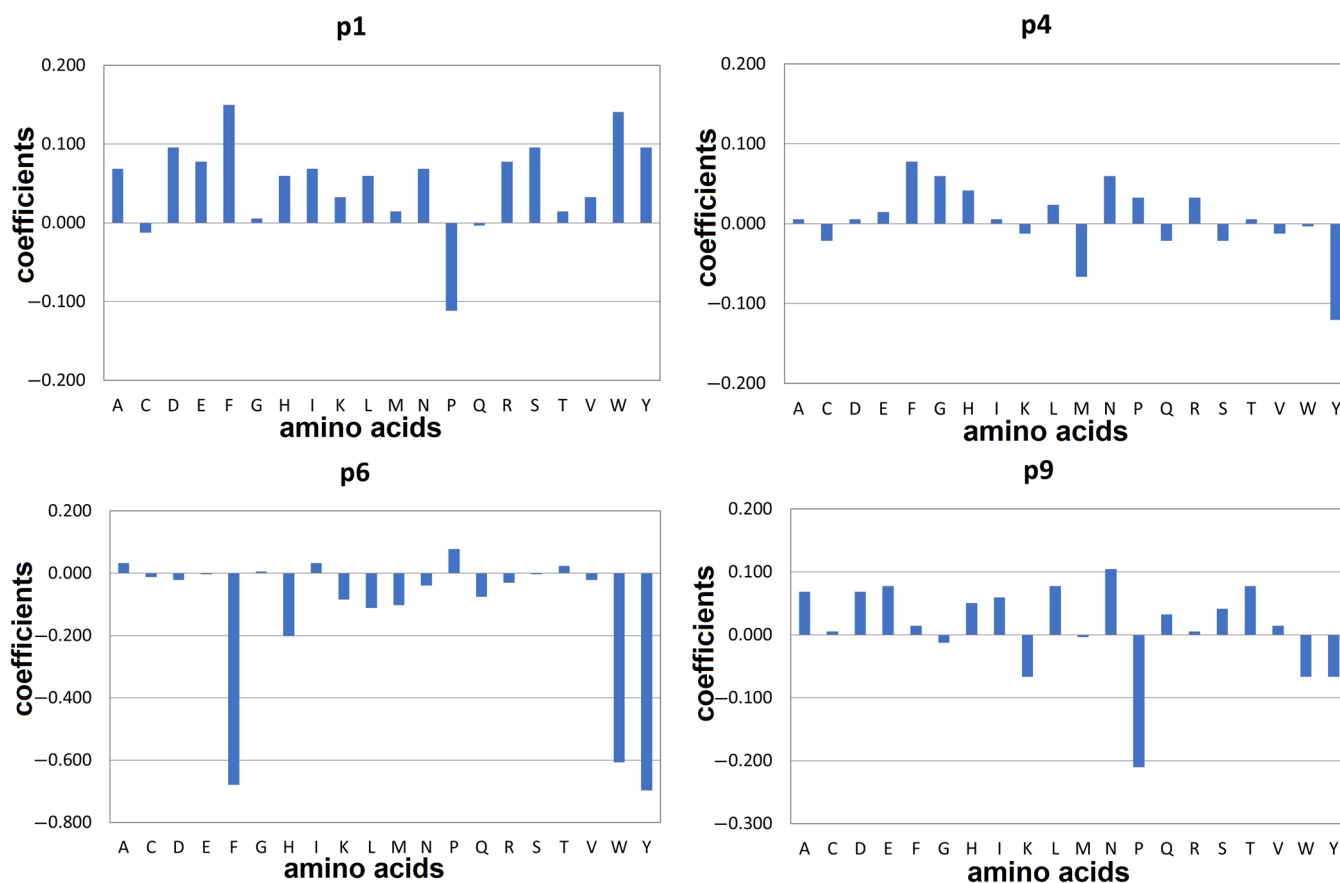 p1
0.200
0.100
0.000
—0.100
—0.200
coefficients
A C D E F G H I K L M N P Q R S T V W Y
amino acids
p4
0.200
0.100
0.000
—0.100
—0.200
coefficients
A C D E F G H I K L M N P Q R S T V W Y
amino acids
p6
0.200
0.000
—0.200
—0.400
—0.600
—0.800
coefficients
A C D E F G H I K L M N P Q R S T V W Y
amino acids
p9
0.200
0.100
0.000
—0.100
—0.200
—0.300
coefficients
A C D E F G H I K L M N P Q R S T V W Y
amino acids